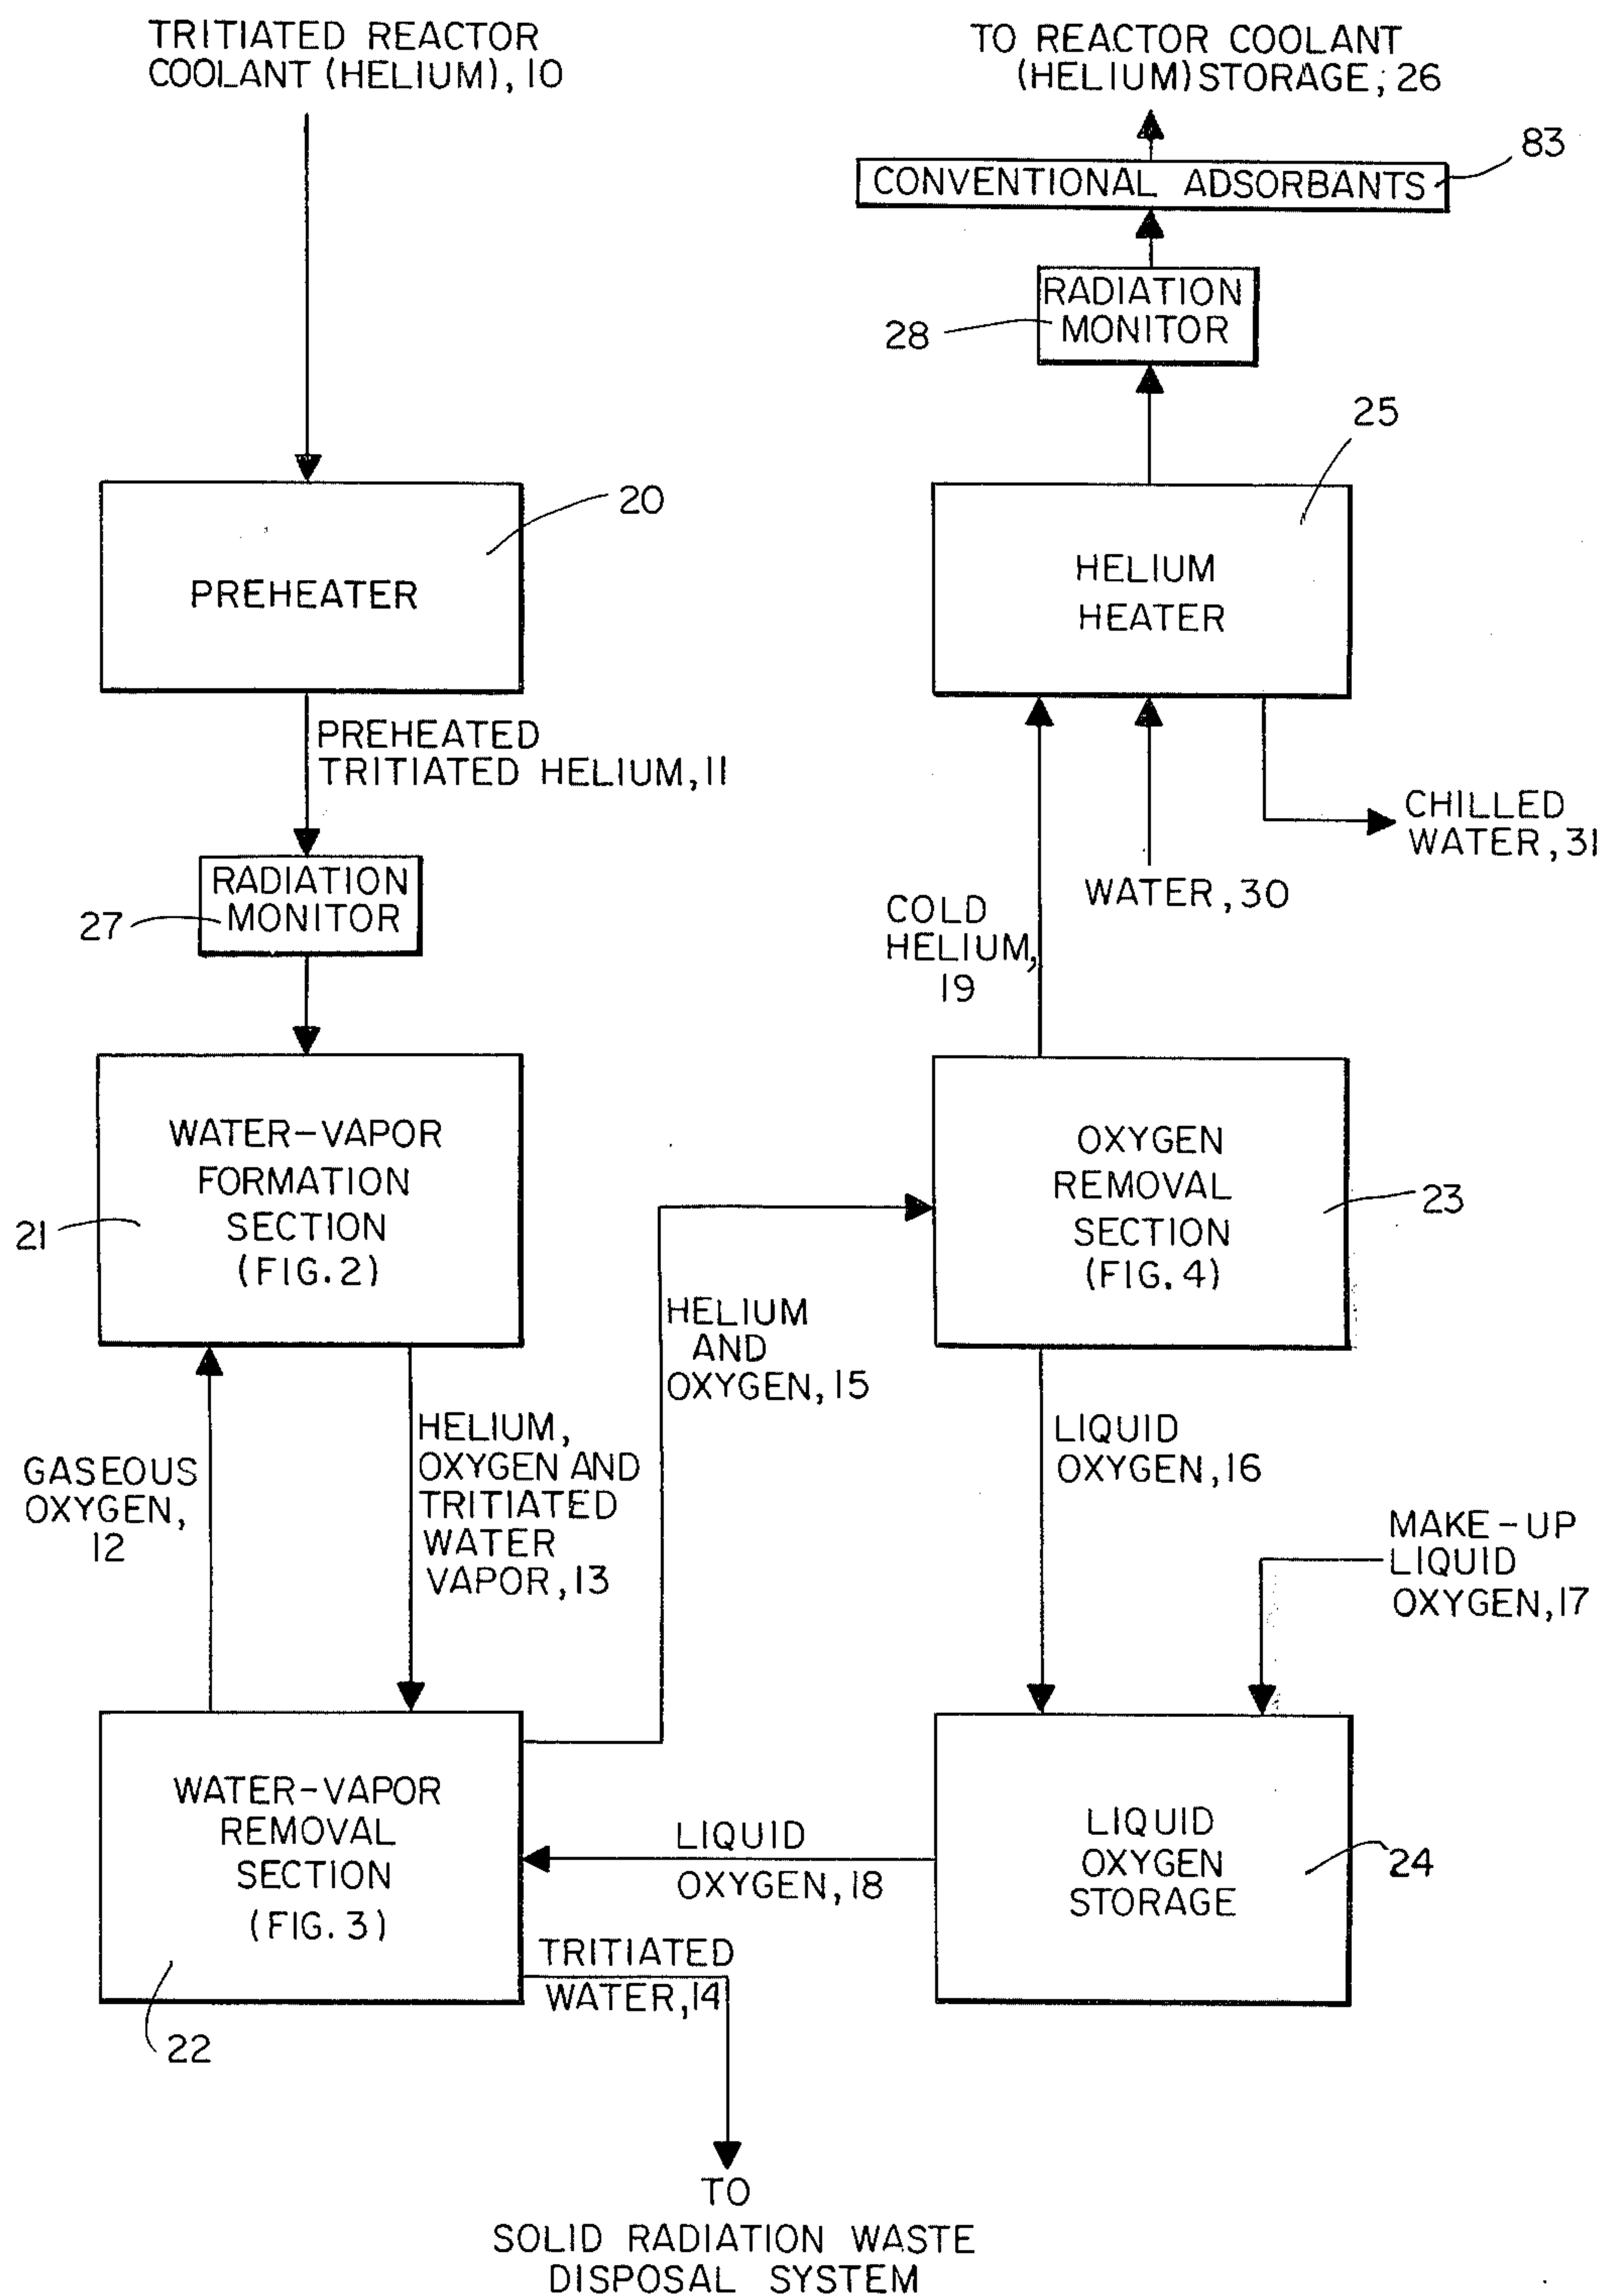 TRITIATED REACTOR
COOLANT (HELIUM), 10
TO REACTOR COOLANT
(HELIUM) STORAGE, 26
83
CONVENTIONAL ADSORBANTS
RADIATION
MONITOR
28
25
20
PREHEATER
HELIUM
HEATER
PREHEATED
TRITIATED HELIUM, 11
CHILLED
WATER, 31
RADIATION
MONITOR
27
WATER, 30
COLD
HELIUM,
19
WATER-VAPOR
FORMATION
SECTION
(FIG. 2)
21
OXYGEN
REMOVAL
SECTION
(FIG. 4)
23
HELIUM
AND
OXYGEN, 15
GASEOUS
OXYGEN,
12
HELIUM,
OXYGEN AND
TRITIATED
WATER
VAPOR, 13
LIQUID
OXYGEN, 16
MAKE-UP
LIQUID
OXYGEN, 17
WATER-VAPOR
REMOVAL
SECTION
(FIG. 3)
22
LIQUID
OXYGEN, 18
LIQUID
OXYGEN
STORAGE
24
TRITIATED
WATER, 14
TO
SOLID RADIATION WASTE
DISPOSAL SYSTEM